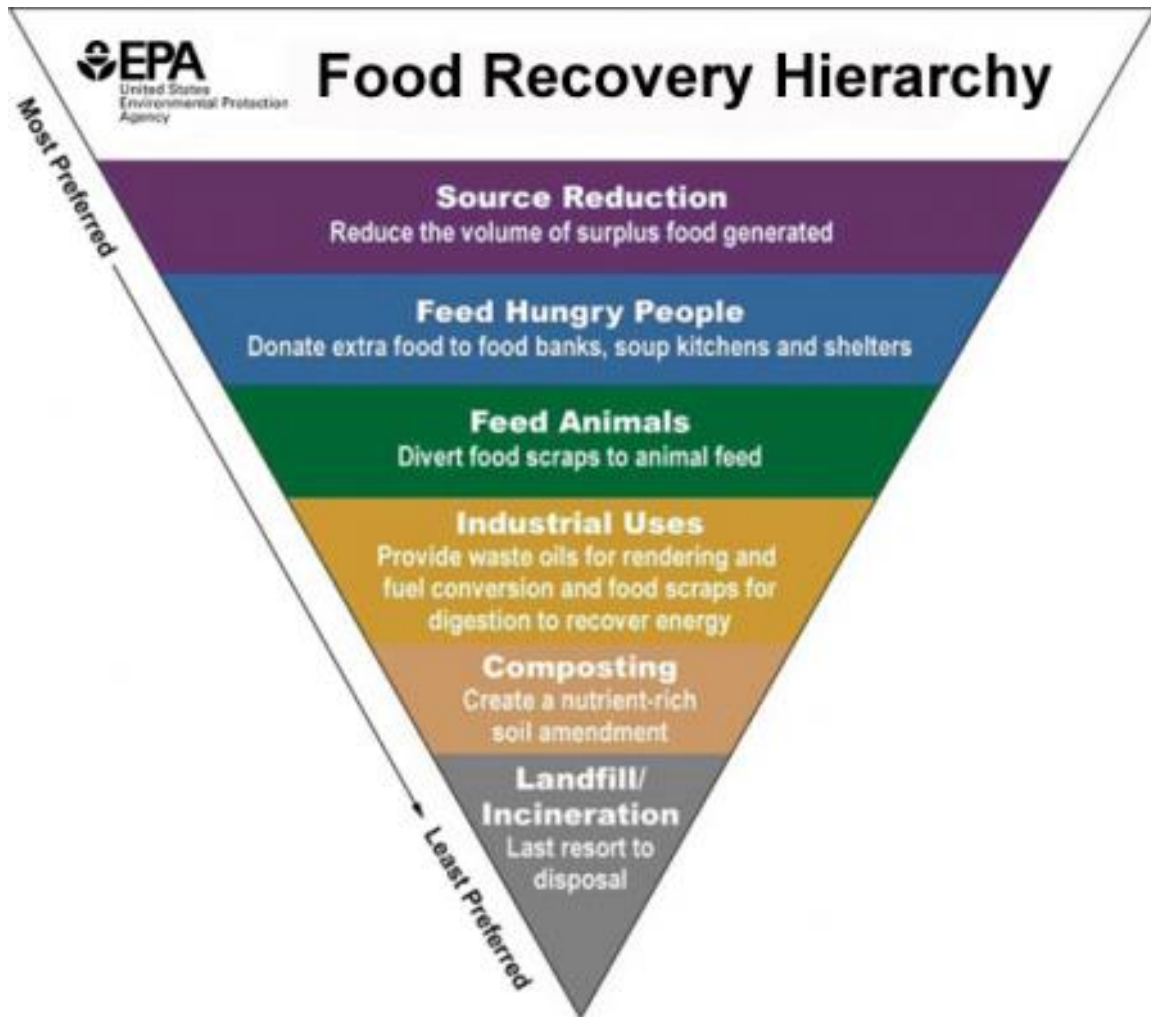 EPA
United States
Environmental Protection
Agency
Food Recovery Hierarchy
Most Preferred
Source Reduction
Reduce the volume of surplus food generated
Feed Hungry People
Donate extra food to food banks, soup kitchens and shelters
Feed Animals
Divert food scraps to animal feed
Industrial Uses
Provide waste oils for rendering and
fuel conversion and food scraps for
digestion to recover energy
Composting
Create a nutrient-rich
soil amendment
Landfill/
Incineration
Last resort to
disposal
Least Preferred